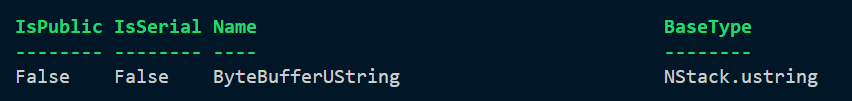 IsPublic IsSerial Name BaseType
-------- -------- ---- --------
False False ByteBufferUString NStack.ustring